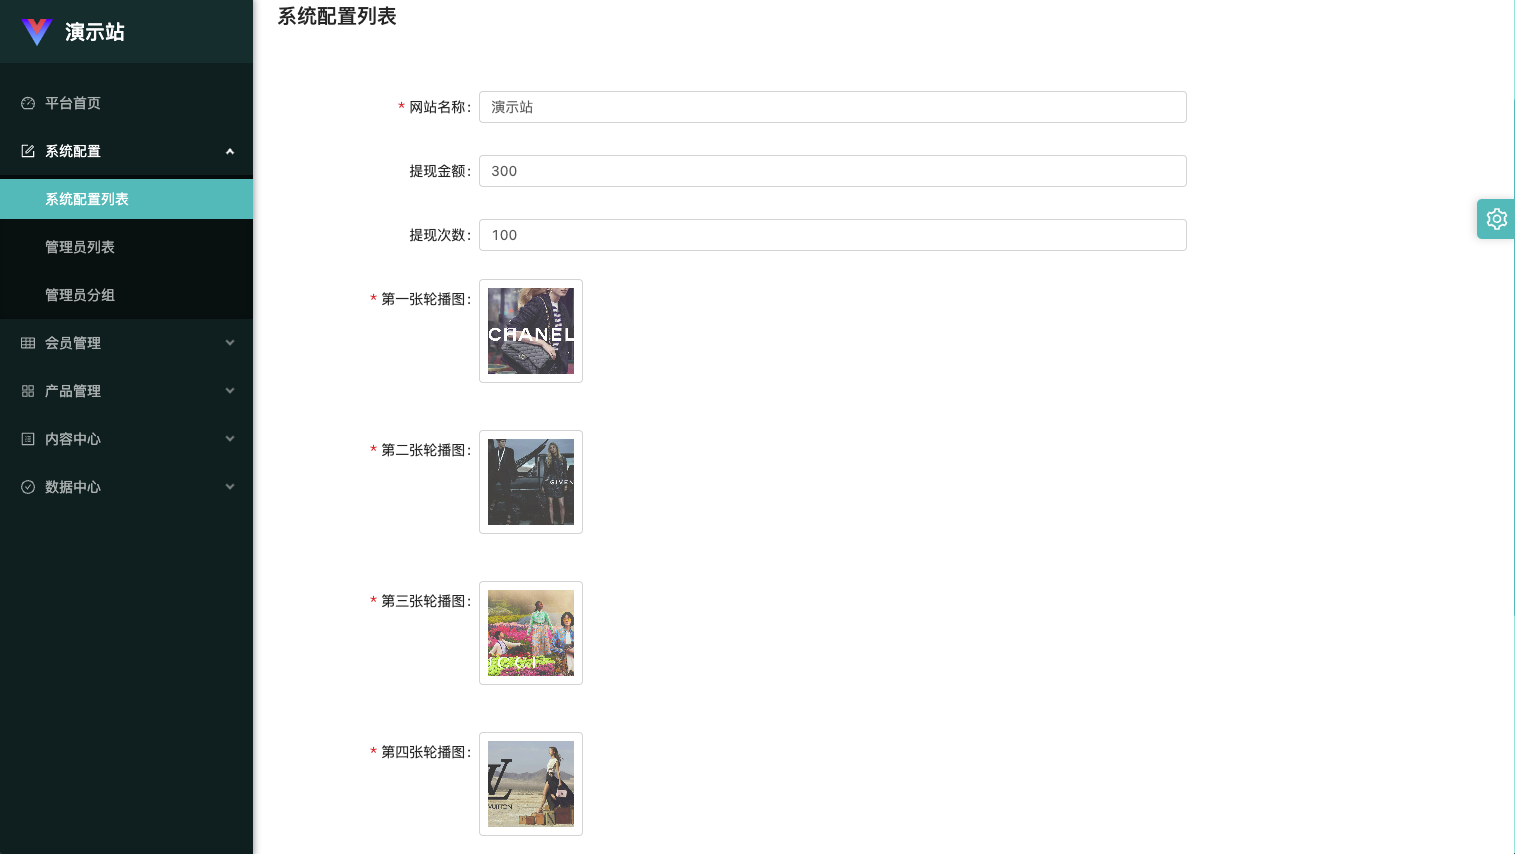 演示站
平台首页
系统配置
系统配置列表
管理员列表
管理员分组
会员管理
产品管理
内容中心
数据中心
系统配置列表
* 网站名称: 演示站
提现金额: 300
提现次数: 100
* 第一张轮播图:
CHANEL
* 第二张轮播图:
GIVEN
* 第三张轮播图:
* 第四张轮播图:
VUITTON